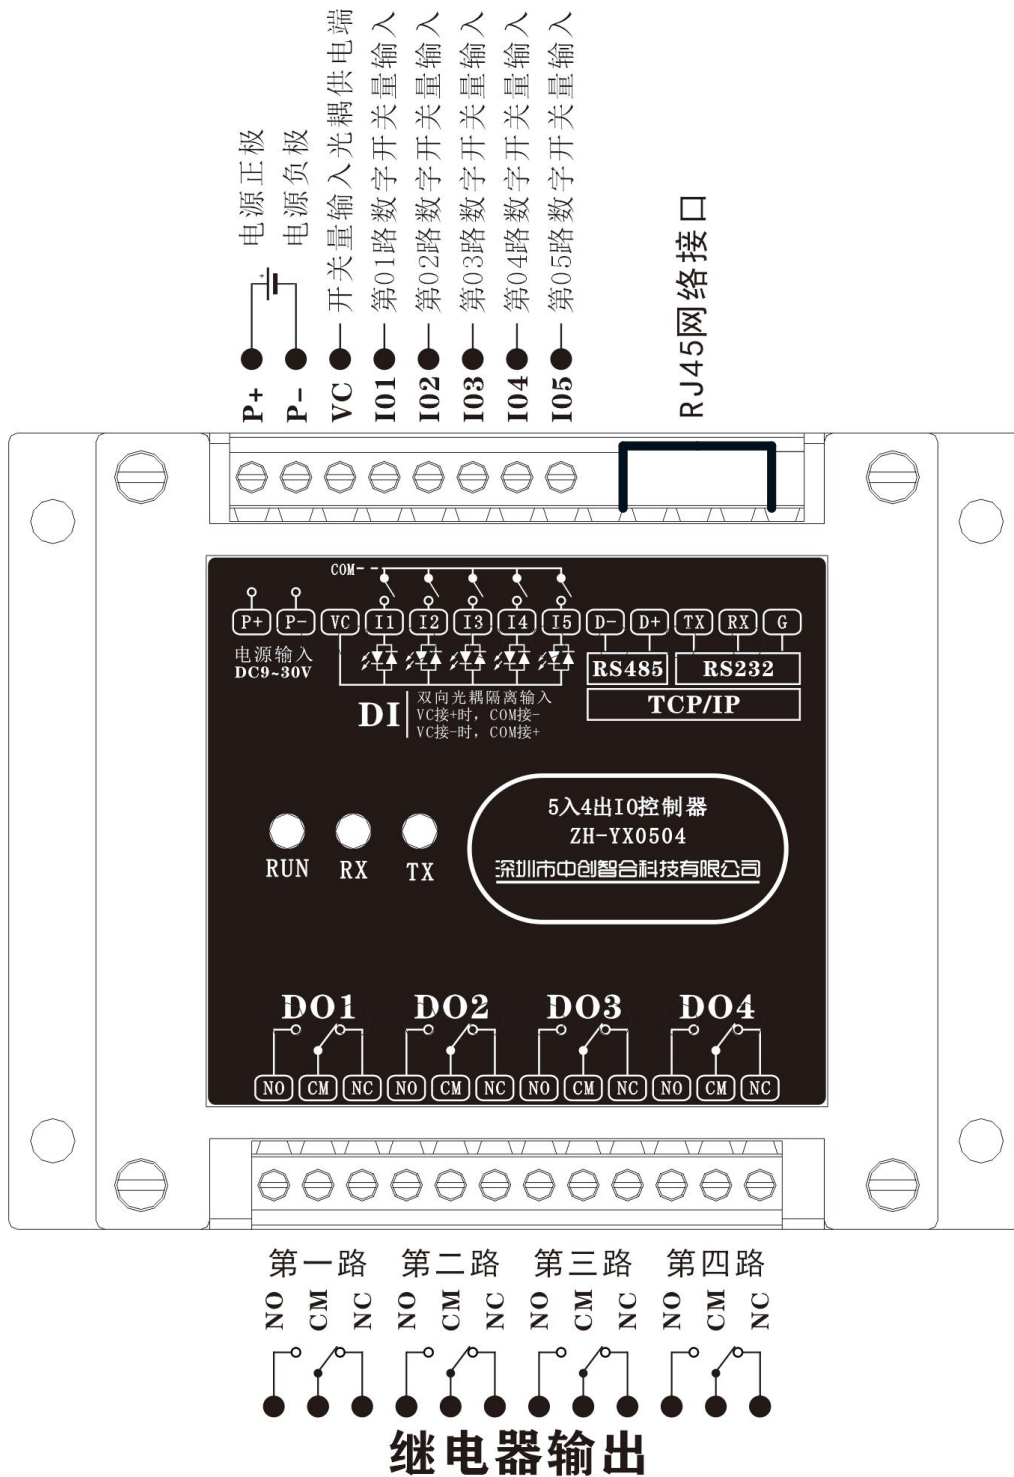 电源正极
电源负极
开关量输入光耦供电端
第01路数字开关量输入
第02路数字开关量输入
第03路数字开关量输入
第04路数字开关量输入
第05路数字开关量输入
RJ45网络接口
P+ P- VC I01 I02 I03 I04 I05
COM
P+ P- VC I1 I2 I3 I4 I5 D- D+ TX RX G
电源输入
DC9~30V
RS485 RS232
TCP/IP
DI
双向光耦隔离输入
VC接+时，COM接-
VC接-时，COM接+
5入4出IO控制器
ZH-YX0504
深圳市中创智合科技有限公司
RUN RX TX
DO1 DO2 DO3 DO4
NO CM NC NO CM NC NO CM NC NO CM NC
第一路 第二路 第三路 第四路
NO CM NC NO CM NC NO CM NC NO CM NC
继电器输出